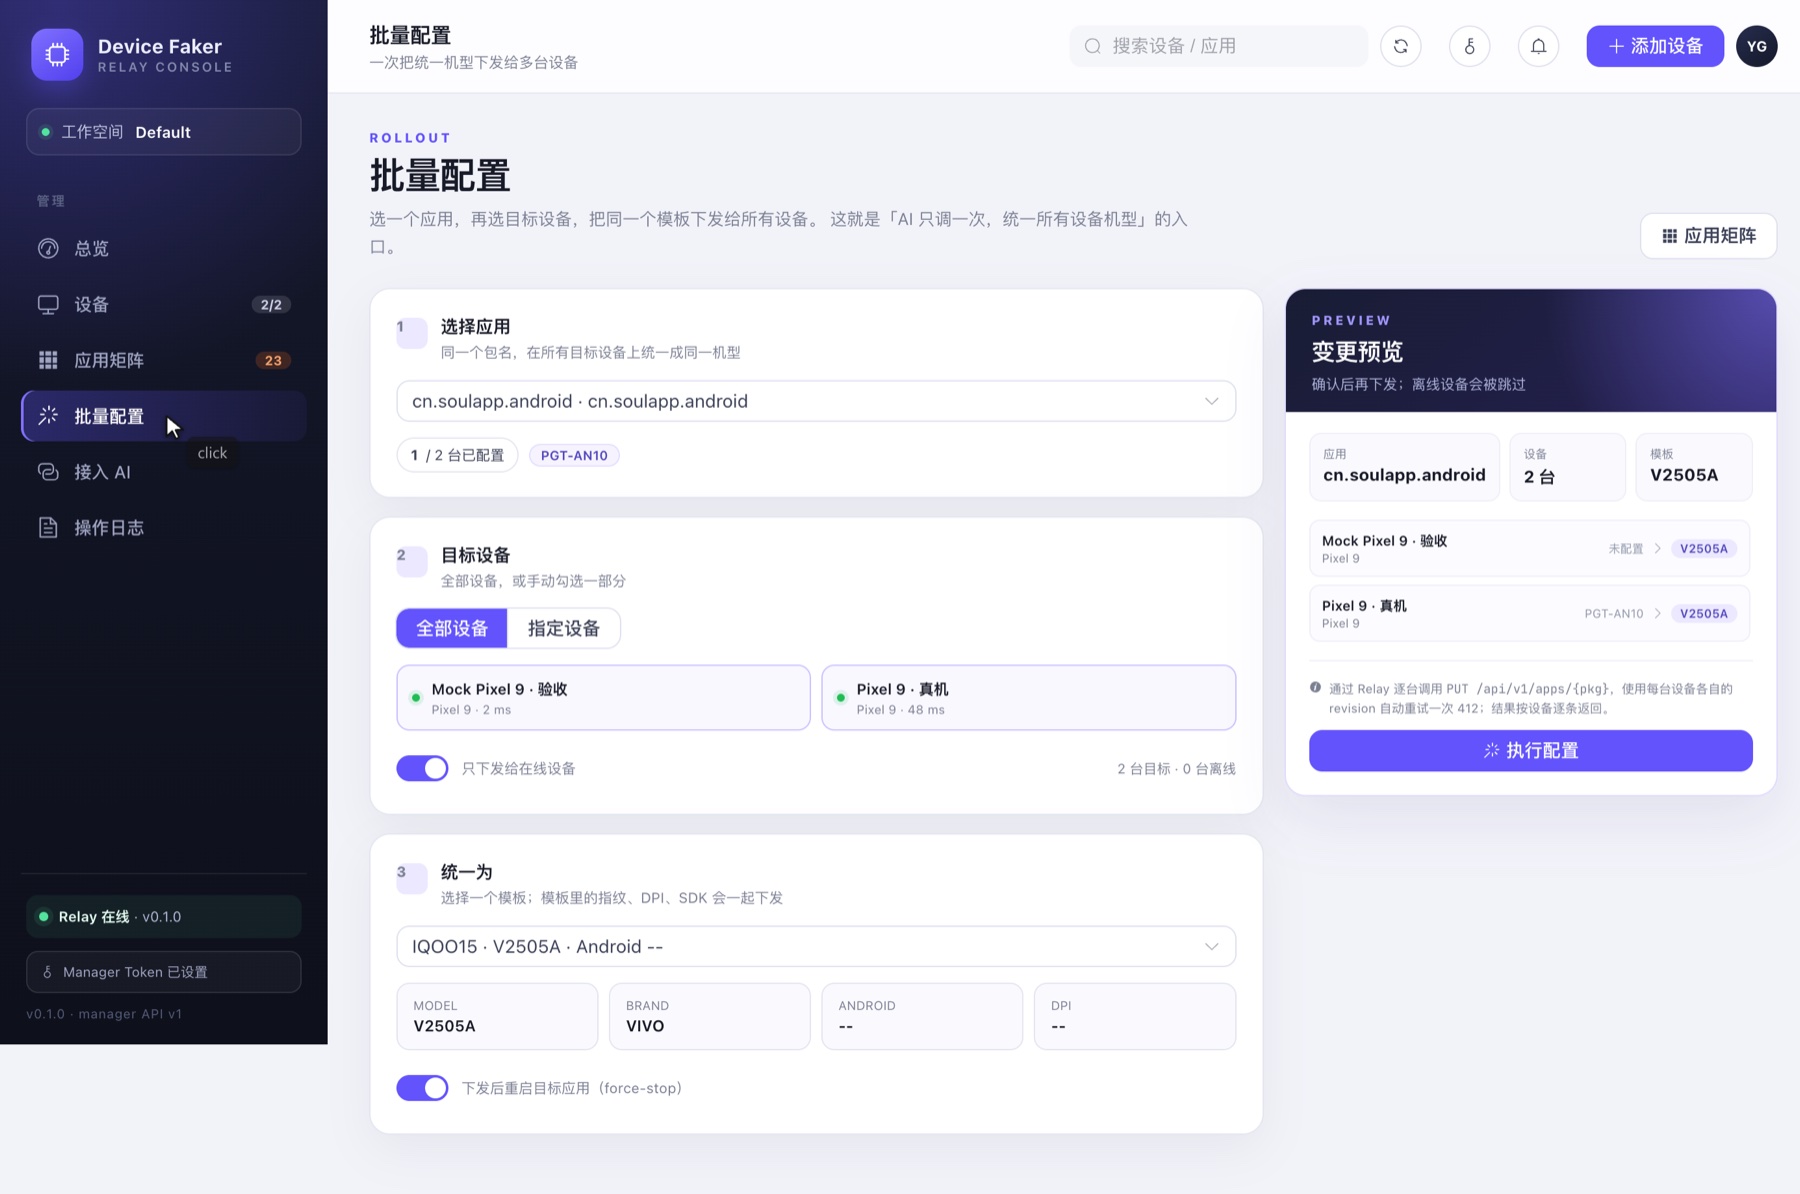 Device Faker
RELAY CONSOLE
工作空间 Default
管理
总览
设备 2/2
应用矩阵 23
批量配置
click
接入 AI
操作日志
Relay 在线 · v0.1.0
Manager Token 已设置
v0.1.0 · manager API v1
批量配置
一次把统一机型下发给多台设备
搜索设备 / 应用
添加设备
YG
ROLLOUT
批量配置
选一个应用，再选目标设备，把同一个模板下发给所有设备。 这就是「AI 只调一次，统一所有设备机型」的入
口。
应用矩阵
1
选择应用
同一个包名，在所有目标设备上统一成同一机型
cn.soulapp.android · cn.soulapp.android
1 / 2 台已配置
PGT-AN10
2
目标设备
全部设备，或手动勾选一部分
全部设备
指定设备
Mock Pixel 9 · 验收
Pixel 9 · 2 ms
Pixel 9 · 真机
Pixel 9 · 48 ms
只下发给在线设备
2 台目标 · 0 台离线
3
统一为
选择一个模板；模板里的指纹、DPI、SDK 会一起下发
IQOO15 · V2505A · Android --
MODEL
V2505A
BRAND
VIVO
ANDROID
--
DPI
--
下发后重启目标应用（force-stop）
PREVIEW
变更预览
确认后再下发；离线设备会被跳过
应用
cn.soulapp.android
设备
2 台
模板
V2505A
Mock Pixel 9 · 验收
Pixel 9
未配置
V2505A
Pixel 9 · 真机
Pixel 9
PGT-AN10
V2505A
通过 Relay 逐台调用 PUT /api/v1/apps/{pkg}，使用每台设备各自的
revision 自动重试一次 412；结果按设备逐条返回。
执行配置